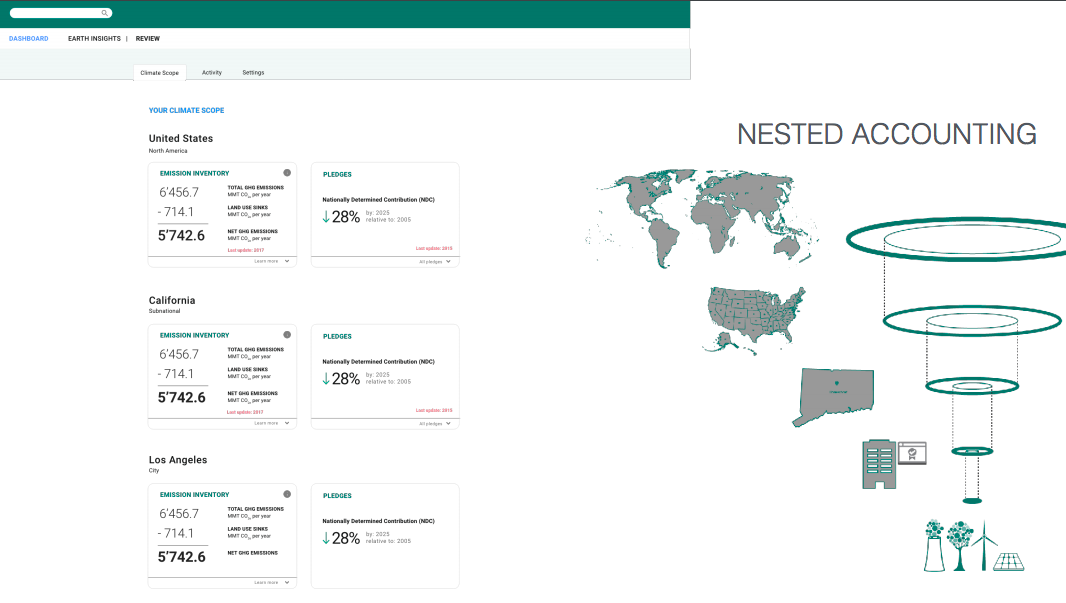 DASHBOARD EARTH INSIGHTS | REVIEW
Climate Scope Activity Settings
YOUR CLIMATE SCOPE
NESTED ACCOUNTING
United States
North America
EMISSION INVENTORY
6'456.7 TOTAL GHG EMISSIONS
MMT CO2e per year
- 714.1 LAND USE SINKS
MMT CO2e per year
5'742.6 NET GHG EMISSIONS
MMT CO2e per year
Last update: 2017
Learn more
PLEDGES
Nationally Determined Contribution (NDC)
↓28% by: 2025
relative to: 2005
Last update: 2015
All pledges
California
Subnational
EMISSION INVENTORY
6'456.7 TOTAL GHG EMISSIONS
MMT CO2e per year
- 714.1 LAND USE SINKS
MMT CO2e per year
5'742.6 NET GHG EMISSIONS
MMT CO2e per year
Last update: 2017
Learn more
PLEDGES
Nationally Determined Contribution (NDC)
↓28% by: 2025
relative to: 2005
Last update: 2015
All pledges
Los Angeles
City
EMISSION INVENTORY
6'456.7 TOTAL GHG EMISSIONS
MMT CO2e per year
- 714.1 LAND USE SINKS
MMT CO2e per year
5'742.6 NET GHG EMISSIONS
Learn more
PLEDGES
Nationally Determined Contribution (NDC)
↓28% by: 2025
relative to: 2005